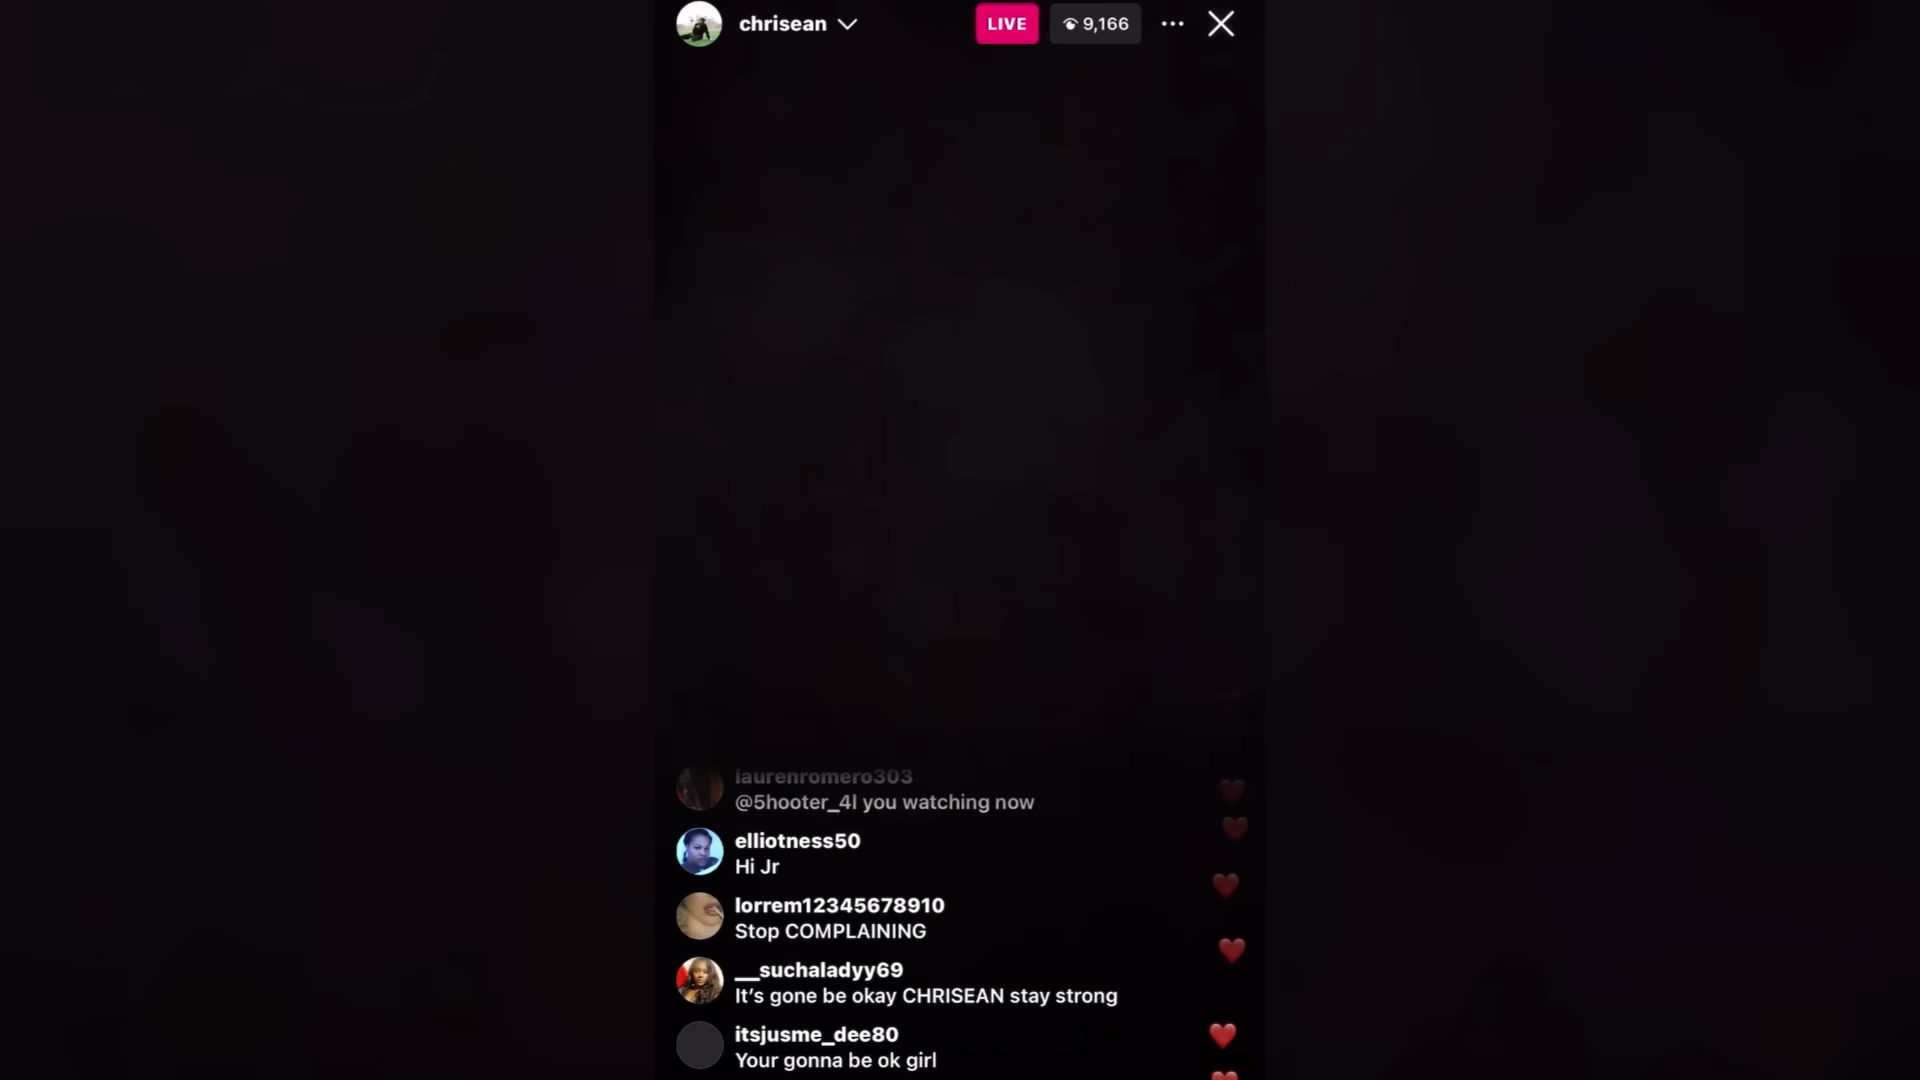 chrisean
LIVE
9,166
laurenromero303
@5hooter_4l you watching now
elliotness50
Hi Jr
lorrem12345678910
Stop COMPLAINING
__suchaladyy69
It’s gone be okay CHRISEAN stay strong
itsjusme_dee80
Your gonna be ok girl